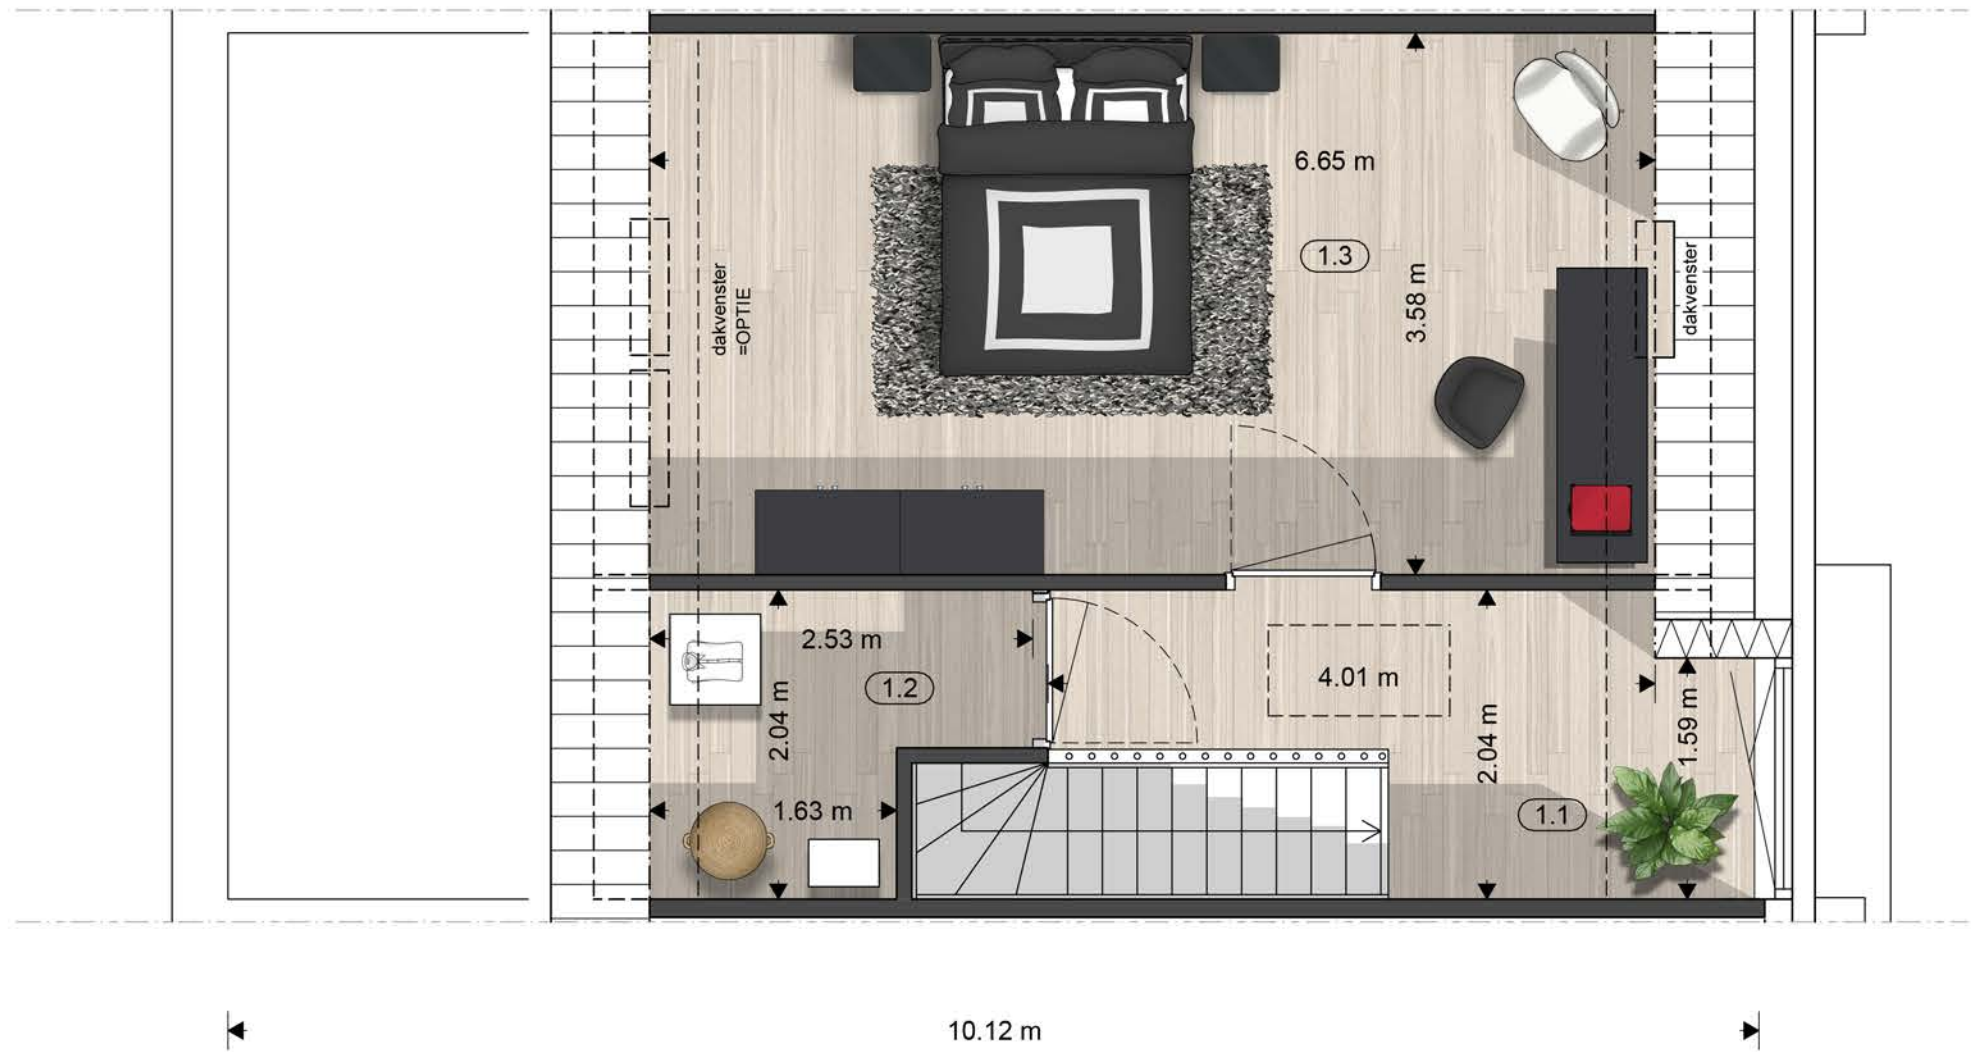 6.65 m
1.3
dakvenster
=OPTIE
dakvenster
3.58 m
2.53 m
1.2
4.01 m
2.04 m
2.04 m
1.59 m
1.63 m
1.1
10.12 m